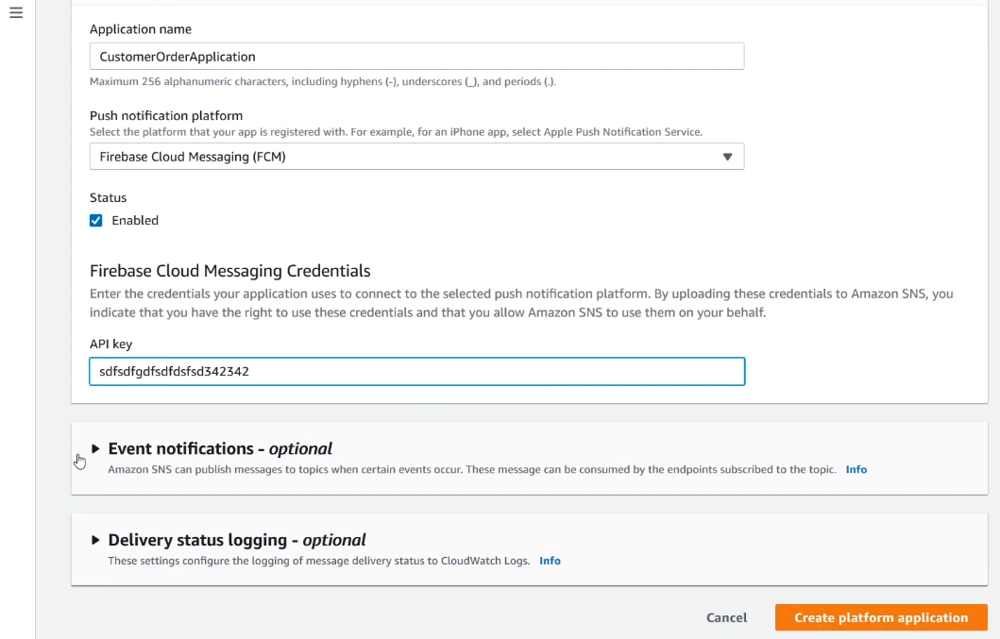 Application name
CustomerOrderApplication
Maximum 256 alphanumeric characters, including hyphens (-), underscores (_), and periods (.).
Push notification platform
Select the platform that your app is registered with. For example, for an iPhone app, select Apple Push Notification Service.
Firebase Cloud Messaging (FCM)
Status
Enabled
Firebase Cloud Messaging Credentials
Enter the credentials your application uses to connect to the selected push notification platform. By uploading these credentials to Amazon SNS, you
indicate that you have the right to use these credentials and that you allow Amazon SNS to use them on your behalf.
API key
sdfsdfgdfsdfdsfsd342342
Event notifications - optional
Amazon SNS can publish messages to topics when certain events occur. These message can be consumed by the endpoints subscribed to the topic. Info
Delivery status logging - optional
These settings configure the logging of message delivery status to CloudWatch Logs. Info
Cancel Create platform application